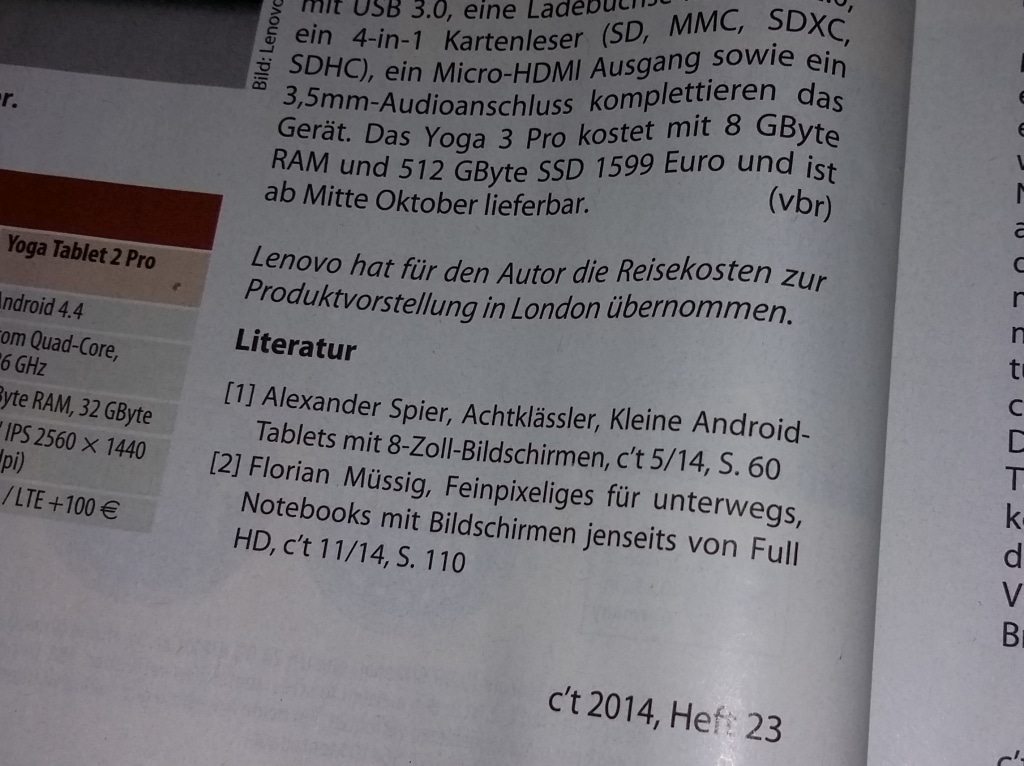 Bild: Lenovo
mit USB 3.0, eine
ein 4-in-1 Kartenleser (SD, MMC, SDXC,
SDHC), ein Micro-HDMI Ausgang sowie ein
3,5mm-Audioanschluss komplettieren das
Gerät. Das Yoga 3 Pro kostet mit 8 GByte
RAM und 512 GByte SSD 1599 Euro und ist
ab Mitte Oktober lieferbar. (vbr)
Lenovo hat für den Autor die Reisekosten zur
Produktvorstellung in London übernommen.
Literatur
[1] Alexander Spier, Achtklässler, Kleine Android-
Tablets mit 8-Zoll-Bildschirmen, c't 5/14, S. 60
[2] Florian Müssig, Feinpixeliges für unterwegs,
Notebooks mit Bildschirmen jenseits von Full
HD, c't 11/14, S. 110
c't 2014, Heft 23
Yoga Tablet 2 Pro
Android 4.4
Quad-Core,
6 GHz
Byte RAM, 32 GByte
IPS 2560 × 1440
/ LTE +100 €